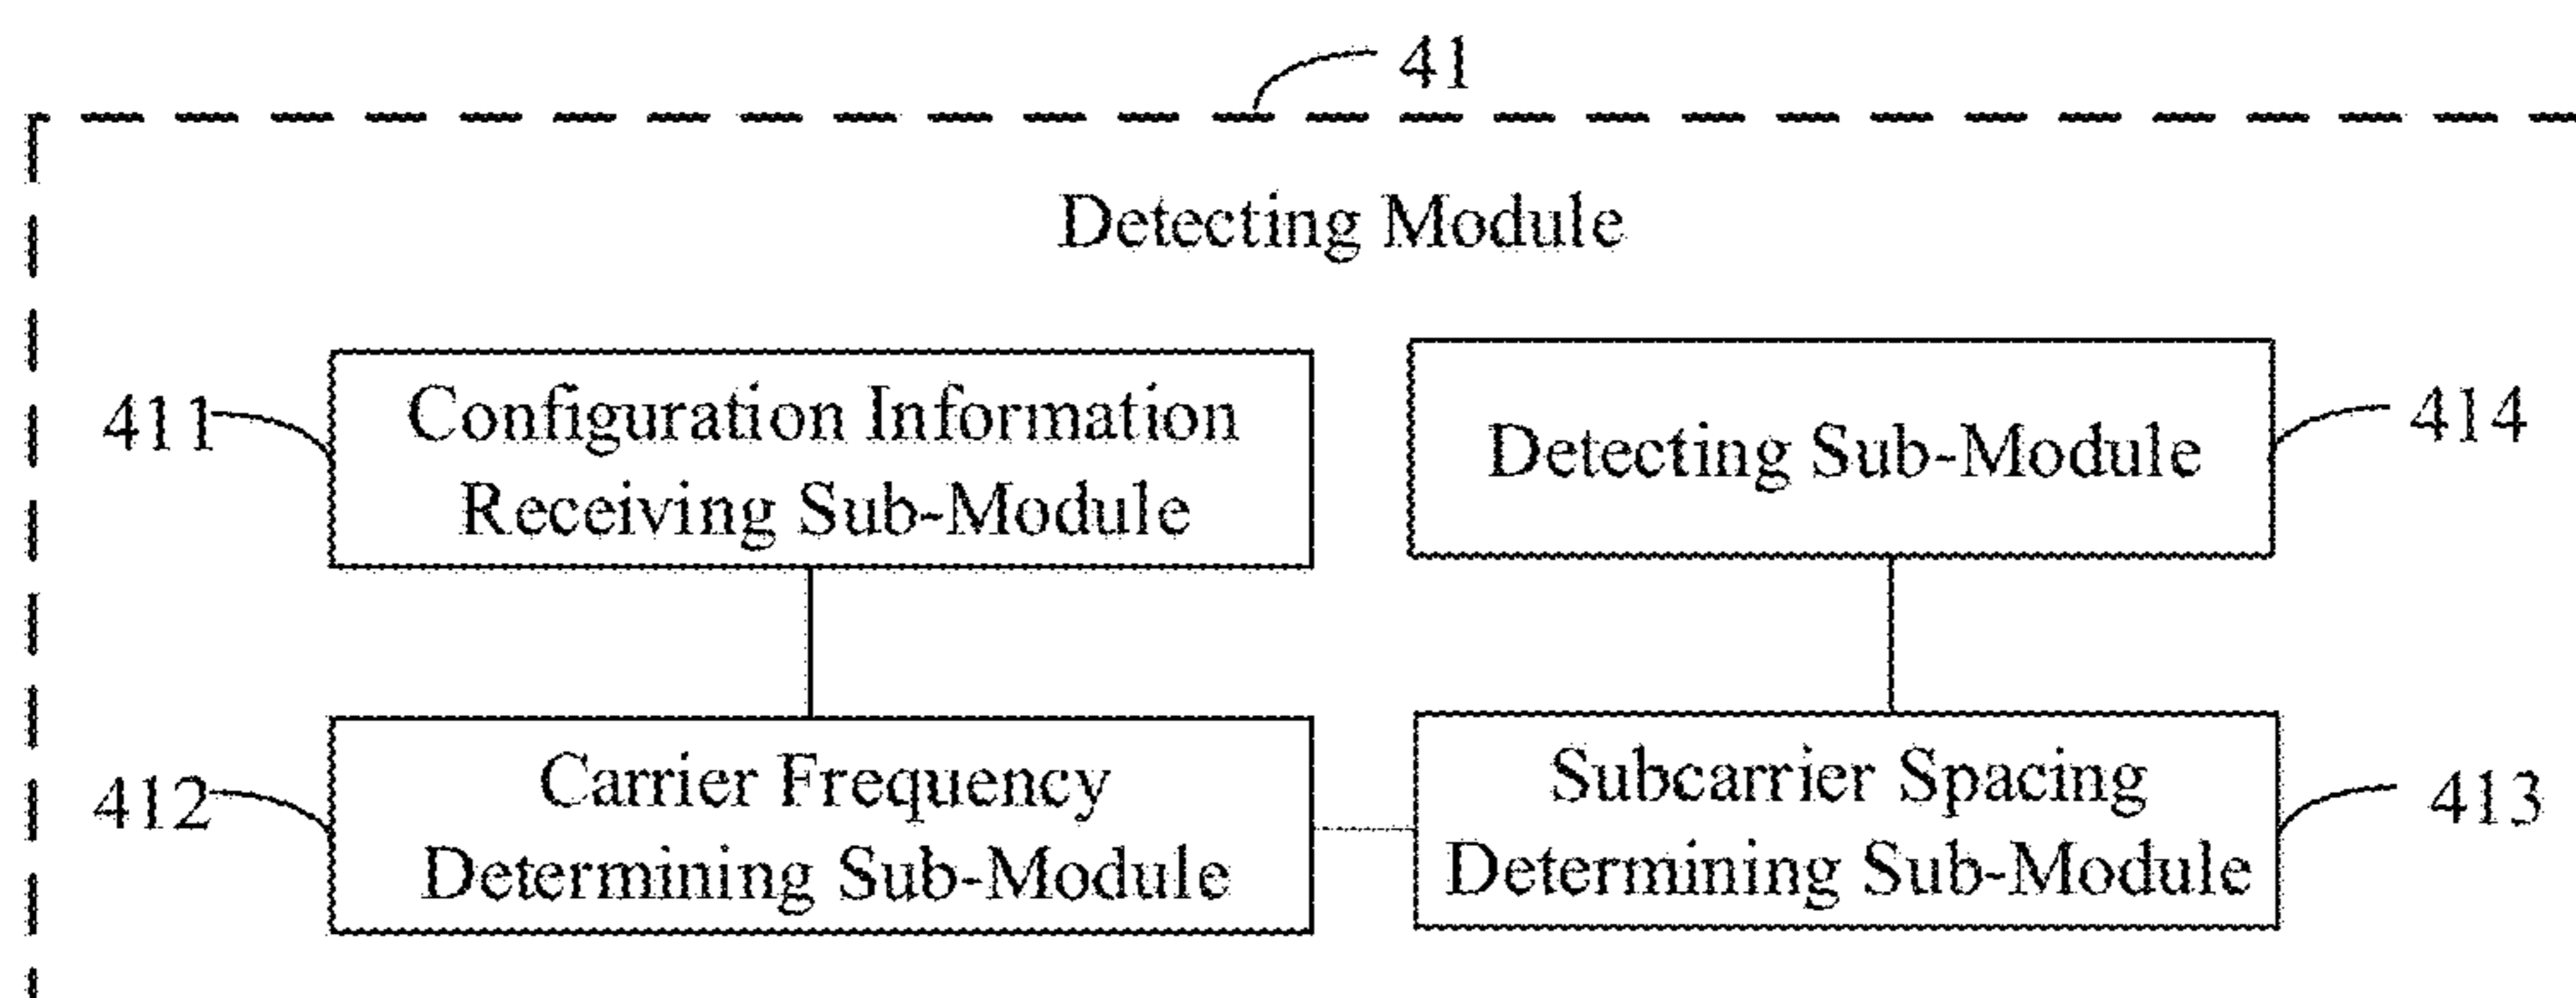 41
Detecting Module
411
Configuration Information
Receiving Sub-Module
Detecting Sub-Module
414
412
Carrier Frequency
Determining Sub-Module
Subcarrier Spacing
Determining Sub-Module
413